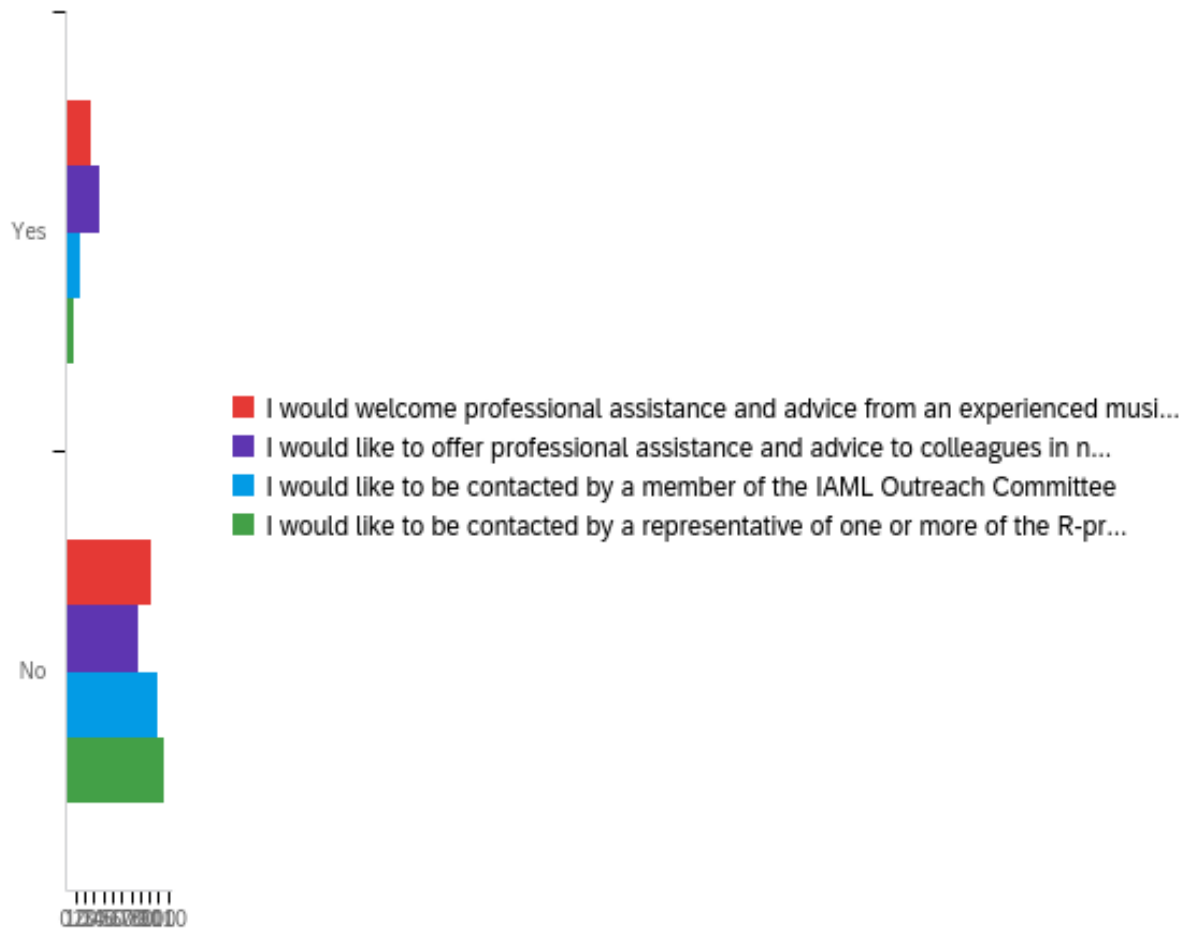 Yes
I would welcome professional assistance and advice from an experienced musi...
I would like to offer professional assistance and advice to colleagues in n...
I would like to be contacted by a member of the IAML Outreach Committee
I would like to be contacted by a representative of one or more of the R-pr...
No